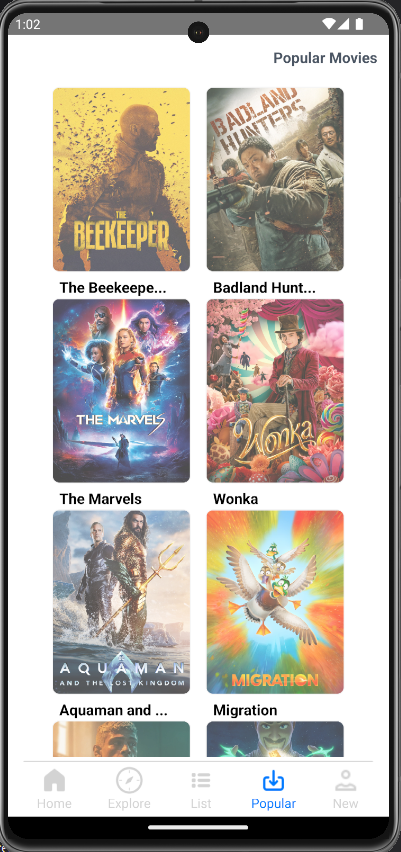 1:02
Popular Movies
THE
BEEKEEPER
BADLAND
HUNTERS
The Beekeepe...
Badland Hunt...
THE MARVELS
Wonka
The Marvels
Wonka
AQUAMAN
AND THE LOST KINGDOM
MIGRATION
Aquaman and ...
Migration
Home
Explore
List
Popular
New